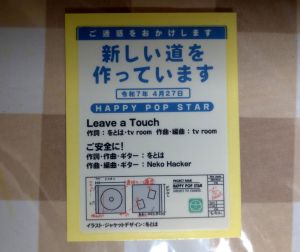 ご迷惑をおかけします
新しい道を
作っています
令和7年 4月27日
HAPPY POP STAR
Leave a Touch
作詞：をとは・tv room 作曲・編曲：tv room
ご安全に!
作詞・作曲・ギター：をとは
作曲・編曲・ギター：Neko Hacker
PROJECT NAME
HAPPY POP STAR
イラスト・ジャケットデザイン：をとは